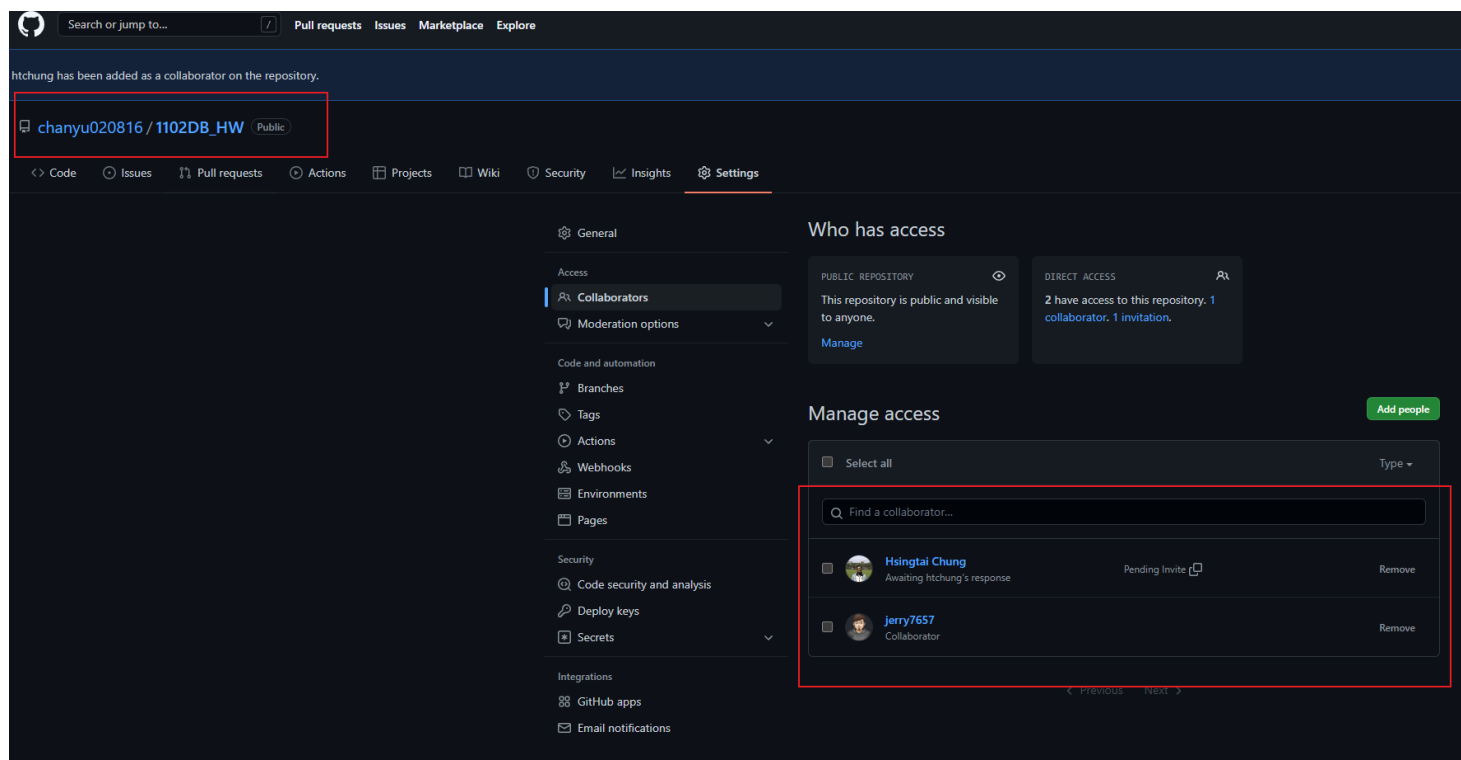 Search or jump to... /
Pull requests Issues Marketplace Explore
htchung has been added as a collaborator on the repository.
chanyu020816 / 1102DB_HW Public
Code Issues Pull requests Actions Projects Wiki Security Insights Settings
General
Access
Collaborators
Moderation options
Code and automation
Branches
Tags
Actions
Webhooks
Environments
Pages
Security
Code security and analysis
Deploy keys
Secrets
Integrations
GitHub apps
Email notifications
Who has access
PUBLIC REPOSITORY
This repository is public and visible
to anyone.
Manage
DIRECT ACCESS
2 have access to this repository. 1
collaborator. 1 invitation.
Manage access
Add people
Select all
Type
Find a collaborator...
Hsingtai Chung
Awaiting htchung's response
Pending Invite
Remove
jerry7657
Collaborator
Remove
Previous Next